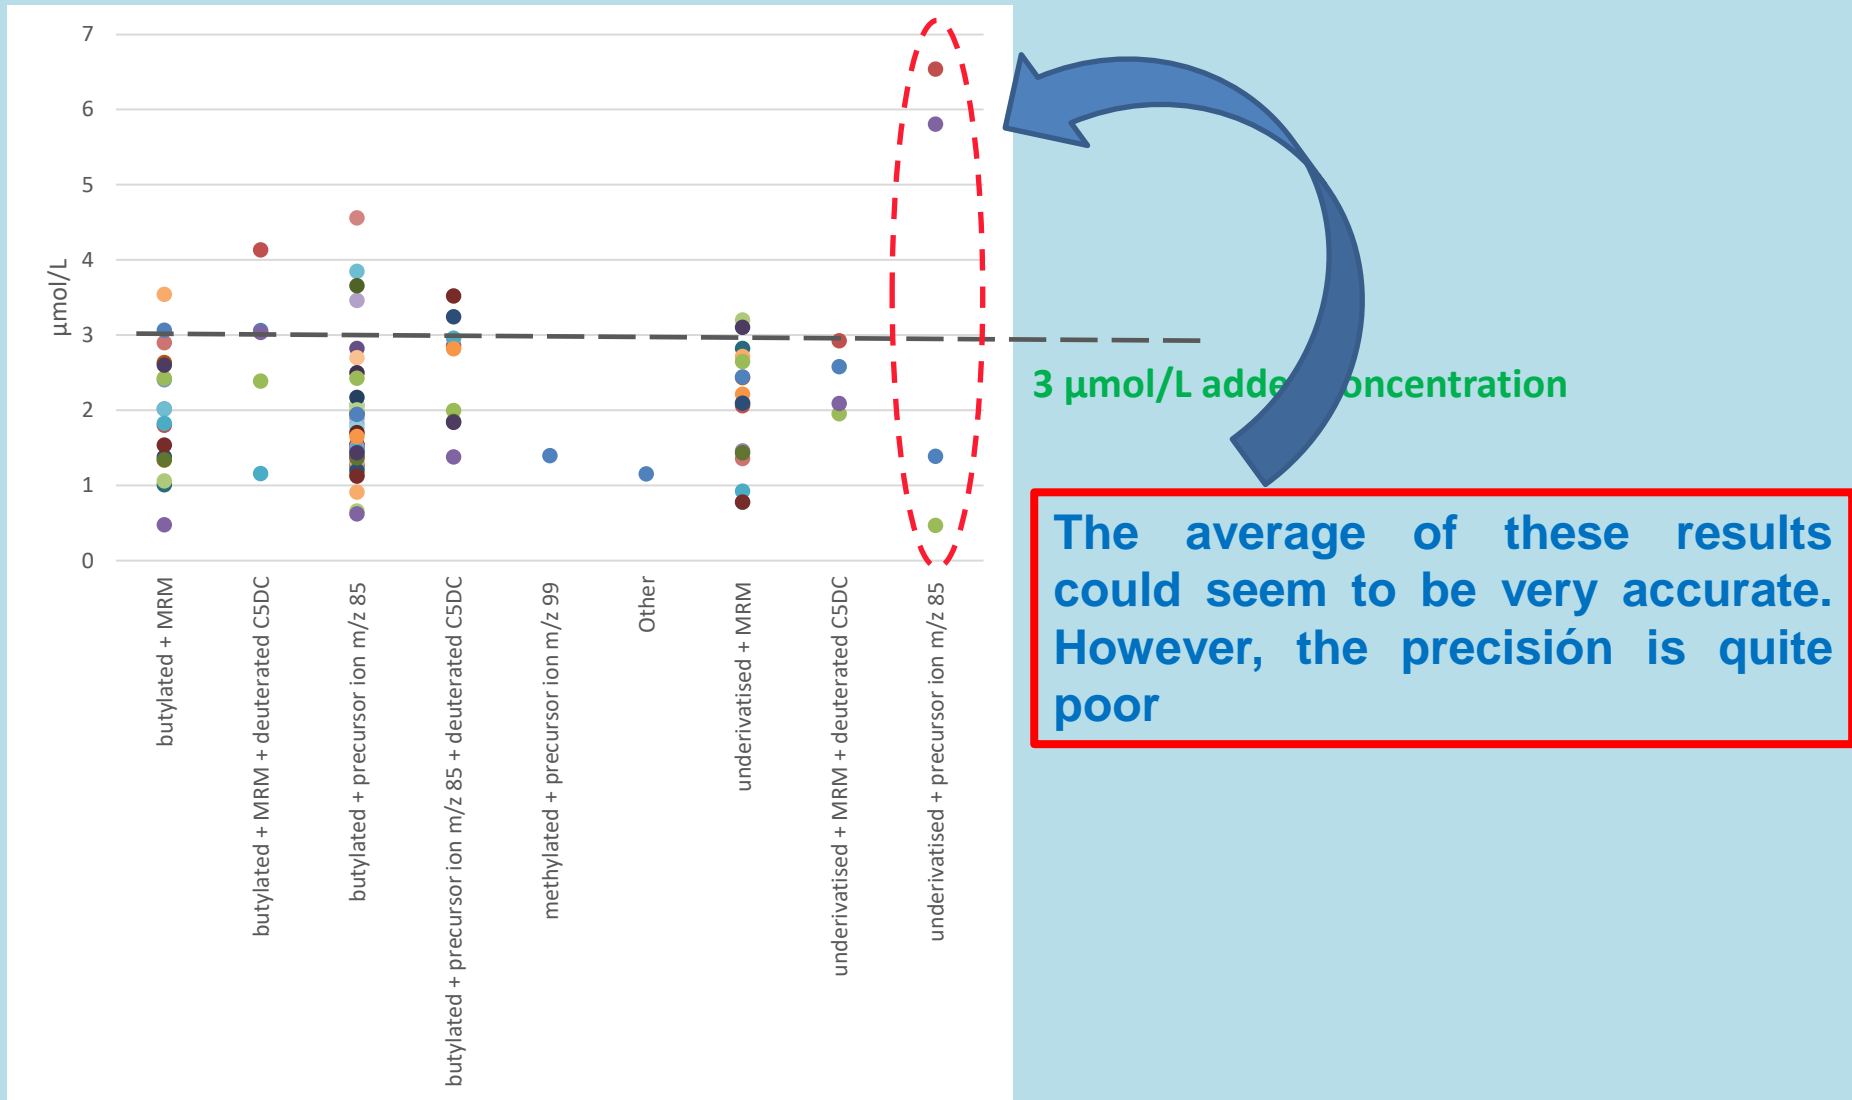 7
6
5
4
3
2
1
0
µmol/L
butylated + MRM
butylated + MRM + deuterated C5DC
butylated + precursor ion m/z 85
butylated + precursor ion m/z 85 + deuterated C5DC
methylated + precursor ion m/z 99
Other
underivatised + MRM
underivatised + MRM + deuterated C5DC
underivatised + precursor ion m/z 85
3 µmol/L added concentration
The average of these results
could seem to be very accurate.
However, the precisión is quite
poor